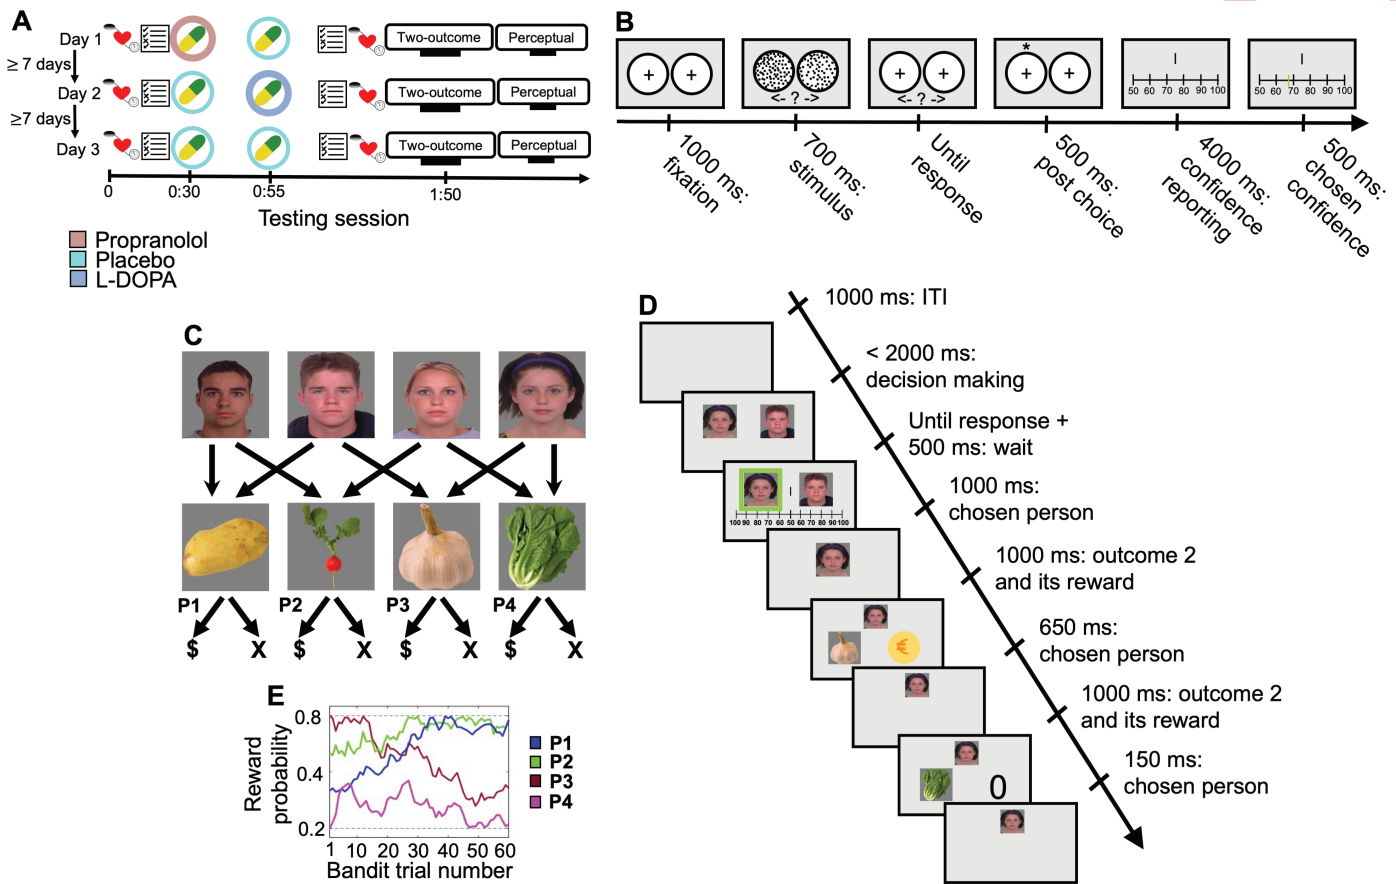 A
Day 1
≥ 7 days
Day 2
≥7 days
Day 3
Two-outcome
Perceptual
Two-outcome
Perceptual
Two-outcome
Perceptual
0
0:30
0:55
1:50
Testing session
Propranolol
Placebo
L-DOPA
B
+ +
<- ? ->
+ +
<- ? ->
*
+ +
50 60 70 80 90 100
50 60 70 80 90 100
1000 ms:
fixation
700 ms:
stimulus
Until
response
500 ms:
post choice
4000 ms:
confidence
reporting
500 ms:
chosen
confidence
C
P1
P2
P3
P4
$ X
$ X
$ X
$ X
D
1000 ms: ITI
< 2000 ms:
decision making
Until response +
500 ms: wait
1000 ms:
chosen person
1000 ms: outcome 2
and its reward
650 ms:
chosen person
1000 ms: outcome 2
and its reward
150 ms:
chosen person
100 90 80 70 60 50 60 70 80 90 100
€
0
E
Reward
probability
0.8
0.4
0.2
1 10 20 30 40 50 60
Bandit trial number
P1
P2
P3
P4